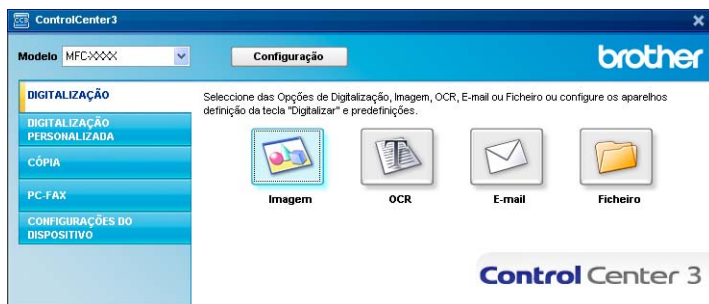 ControlCenter3
Modelo MFC-XXXX Configuração brother
DIGITALIZAÇÃO
Seleccione das Opções de Digitalização, Imagem, OCR, E-mail ou Ficheiro ou configure os aparelhos
definição da tecla "Digitalizar" e predefinições.
DIGITALIZAÇÃO
PERSONALIZADA
CÓPIA
PC-FAX
CONFIGURAÇÕES DO
DISPOSITIVO
Imagem OCR E-mail Ficheiro
Control Center 3